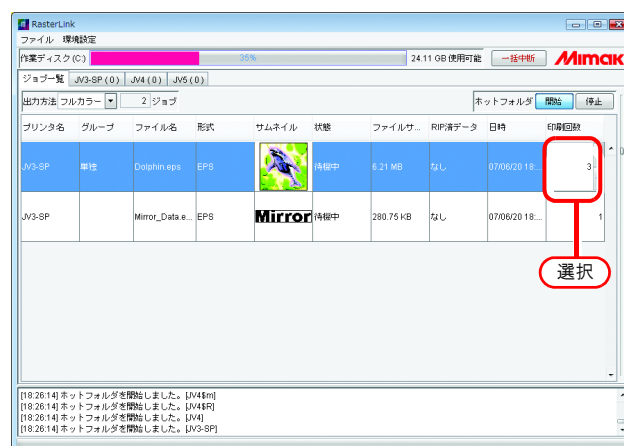 RasterLink
ファイル 環境設定
作業ディスク(C:) 35% 24.11 GB 使用可能 一括中断 Mimak
ジョブ一覧 JV3-SP (0) JV4 (0) JV5 (0)
出力方法 フルカラー 2 ジョブ ホットフォルダ 開始 停止
プリンタ名 グループ ファイル名 形式 サムネイル 状態 ファイルサ... RIP済データ 日時 印刷回数
JV3-SP 単独 Dolphin.eps EPS 待機中 6.21 MB なし 07/06/20 18:... 3
JV3-SP Mirror_Data.e... EPS Mirror 待機中 280.75 KB なし 07/06/20 18:... 1
選択
[18:26:14] ホットフォルダを開始しました。[JV4$m]
[18:26:14] ホットフォルダを開始しました。[JV4$R]
[18:26:14] ホットフォルダを開始しました。[JV4]
[18:26:14] ホットフォルダを開始しました。[JV3-SP]